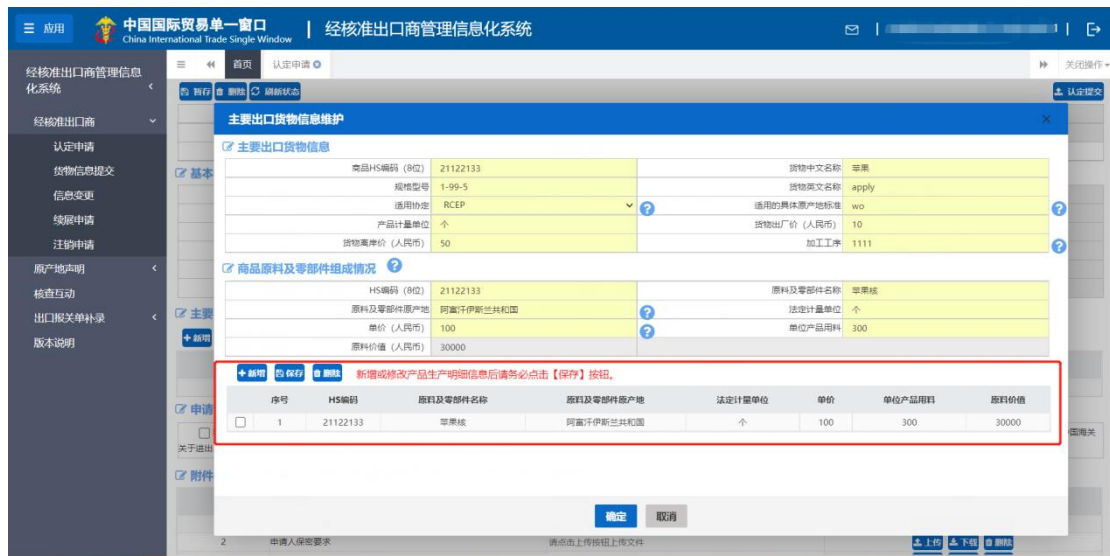 三 应用 中国国际贸易单一窗口 | 经核准出口商管理信息化系统
China International Trade Single Window
经核准出口商管理信息化系统
首页 认定申请 关闭操作
暂存 删除 刷新状态 认定提交
经核准出口商
认定申请
货物信息提交
信息变更
续展申请
注销申请
原产地声明
核查互动
出口报关单补录
版本说明
主要出口货物信息维护
主要出口货物信息
商品HS编码 (8位) 21122133 货物中文名称 苹果
规格型号 1-99-5 货物英文名称 apply
适用协定 RCEP 适用的具体原产地标准 wo
产品计量单位 个 货物出厂价 (人民币) 10
货物离岸价 (人民币) 50 加工工序 1111
商品原料及零部件组成情况
HS编码 (8位) 21122133 原料及零部件名称 苹果核
原料及零部件原产地 阿富汗伊斯兰共和国 法定计量单位 个
单价 (人民币) 100 单位产品用料 300
原料价值 (人民币) 30000
新增 保存 删除 新增或修改产品生产明细信息后请务必点击【保存】按钮。
序号 HS编码 原料及零部件名称 原料及零部件原产地 法定计量单位 单价 单位产品用料 原料价值
1 21122133 苹果核 阿富汗伊斯兰共和国 个 100 300 30000
确定 取消
基本
主要
新增
申请
关于进出
国海关
附件
2 申请人保密要求 请点击上传按钮上传文件 上传 下载 删除